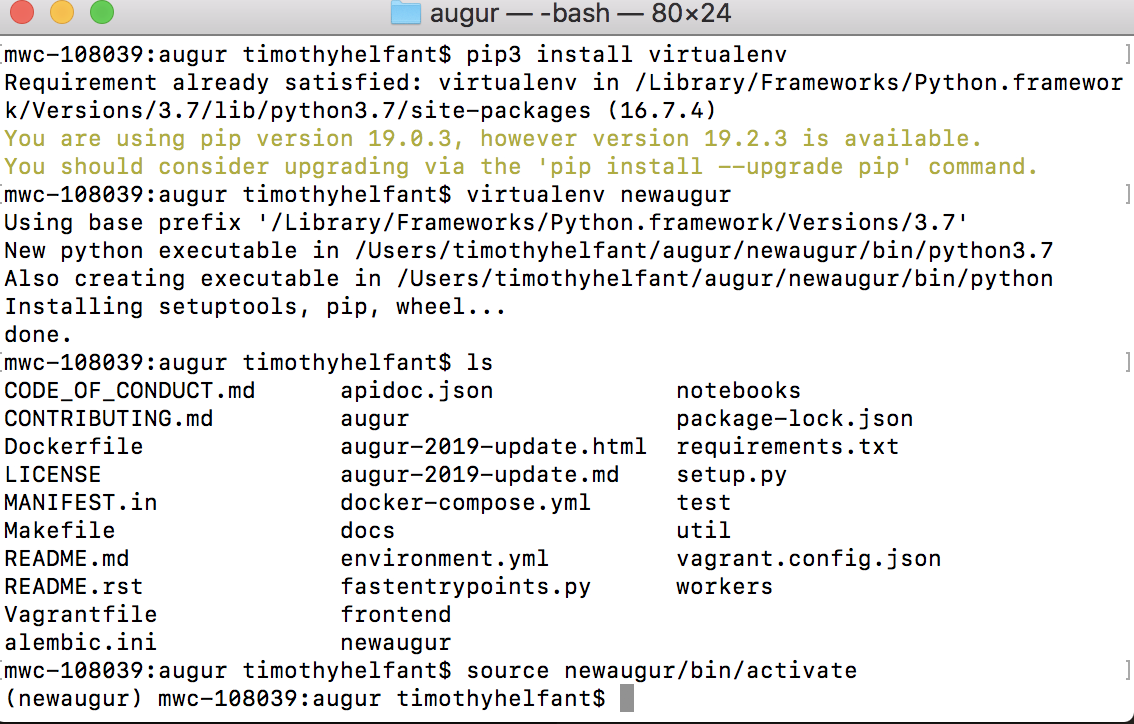 augur — -bash — 80×24
mwc-108039:augur timothyhelfant$ pip3 install virtualenv
Requirement already satisfied: virtualenv in /Library/Frameworks/Python.framewor
k/Versions/3.7/lib/python3.7/site-packages (16.7.4)
You are using pip version 19.0.3, however version 19.2.3 is available.
You should consider upgrading via the 'pip install --upgrade pip' command.
mwc-108039:augur timothyhelfant$ virtualenv newaugur
Using base prefix '/Library/Frameworks/Python.framework/Versions/3.7'
New python executable in /Users/timothyhelfant/augur/newaugur/bin/python3.7
Also creating executable in /Users/timothyhelfant/augur/newaugur/bin/python
Installing setuptools, pip, wheel...
done.
mwc-108039:augur timothyhelfant$ ls
CODE_OF_CONDUCT.md apidoc.json notebooks
CONTRIBUTING.md augur package-lock.json
Dockerfile augur-2019-update.html requirements.txt
LICENSE augur-2019-update.md setup.py
MANIFEST.in docker-compose.yml test
Makefile docs util
README.md environment.yml vagrant.config.json
README.rst fastentrypoints.py workers
Vagrantfile frontend
alembic.ini newaugur
mwc-108039:augur timothyhelfant$ source newaugur/bin/activate
(newaugur) mwc-108039:augur timothyhelfant$